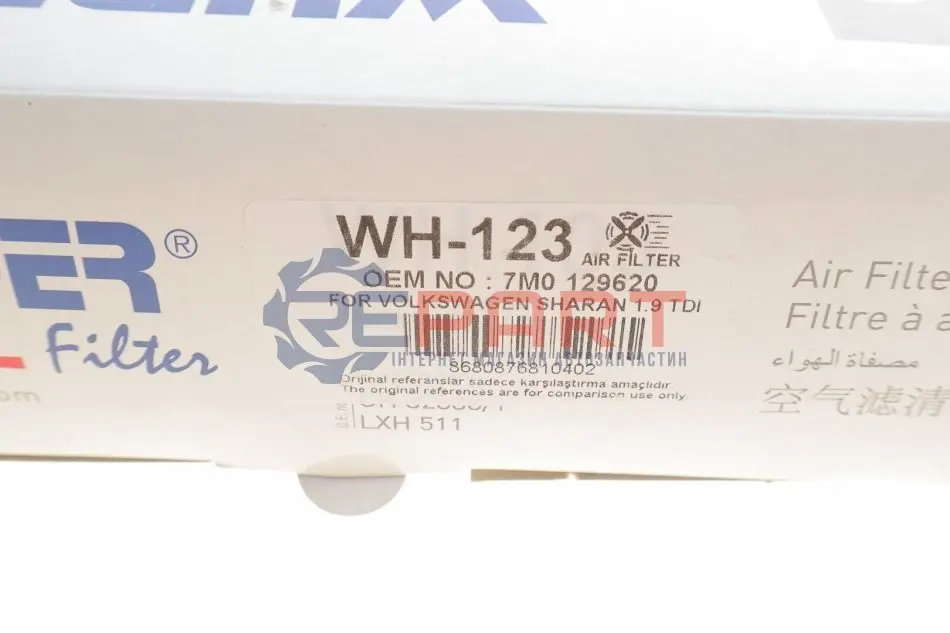 PER®
Filter
om
WH-123
AIR FILTER
OEM NO : 7M0 129620
FOR VOLKSWAGEN SHARAN 1.9 TDI
REPART
ІНТЕРНЕТ МАГАЗИН АВТОЗАПЧАСТИН
8680876810402
Orijinal referanslar sadece karşılaştırma amaçlıdır.
The original references are for comparison use only.
O.E.M.
LXH 511
Air Filte
Filtre à a
مصفاة الهواء
空气滤清